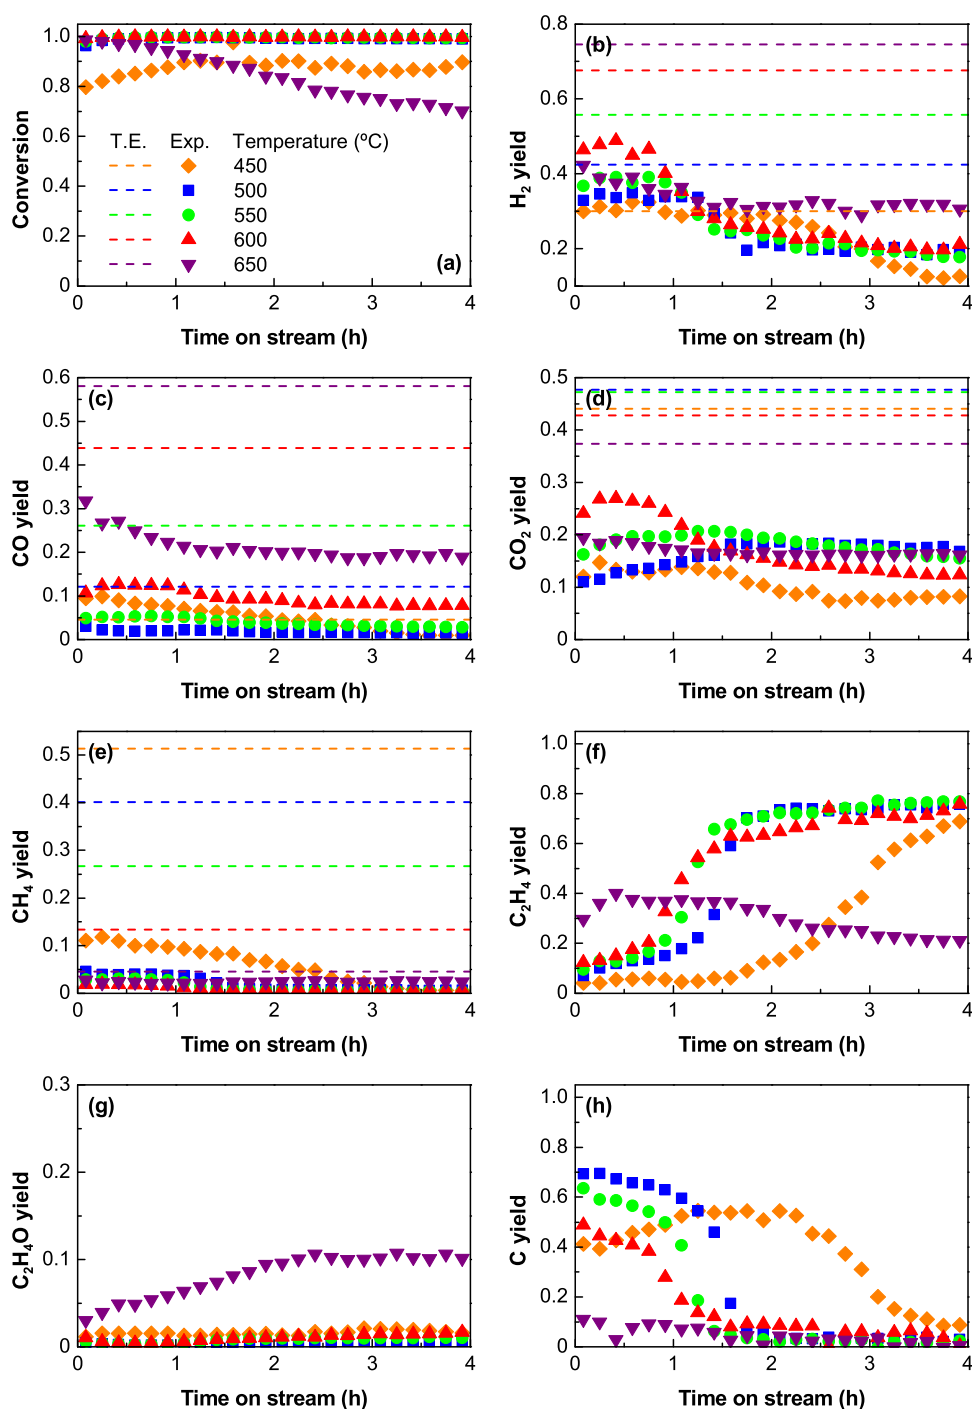 1.0
0.8
0.6
0.4
0.2
0
Conversion
T.E. Exp. Temperature (ºC)
450
500
550
600
650
(a)
0 1 2 3 4
Time on stream (h)
(b)
0.8
0.6
0.4
0.2
0
H₂ yield
0 1 2 3 4
Time on stream (h)
(c)
0.6
0.5
0.4
0.3
0.2
0.1
0
CO yield
0 1 2 3 4
Time on stream (h)
(d)
0.5
0.4
0.3
0.2
0.1
0
CO₂ yield
0 1 2 3 4
Time on stream (h)
(e)
0.5
0.4
0.3
0.2
0.1
0
CH₄ yield
0 1 2 3 4
Time on stream (h)
(f)
1.0
0.8
0.6
0.4
0.2
0
C₂H₄ yield
0 1 2 3 4
Time on stream (h)
(g)
0.3
0.2
0.1
0
C₂H₄O yield
0 1 2 3 4
Time on stream (h)
(h)
1.0
0.8
0.6
0.4
0.2
0
C yield
0 1 2 3 4
Time on stream (h)